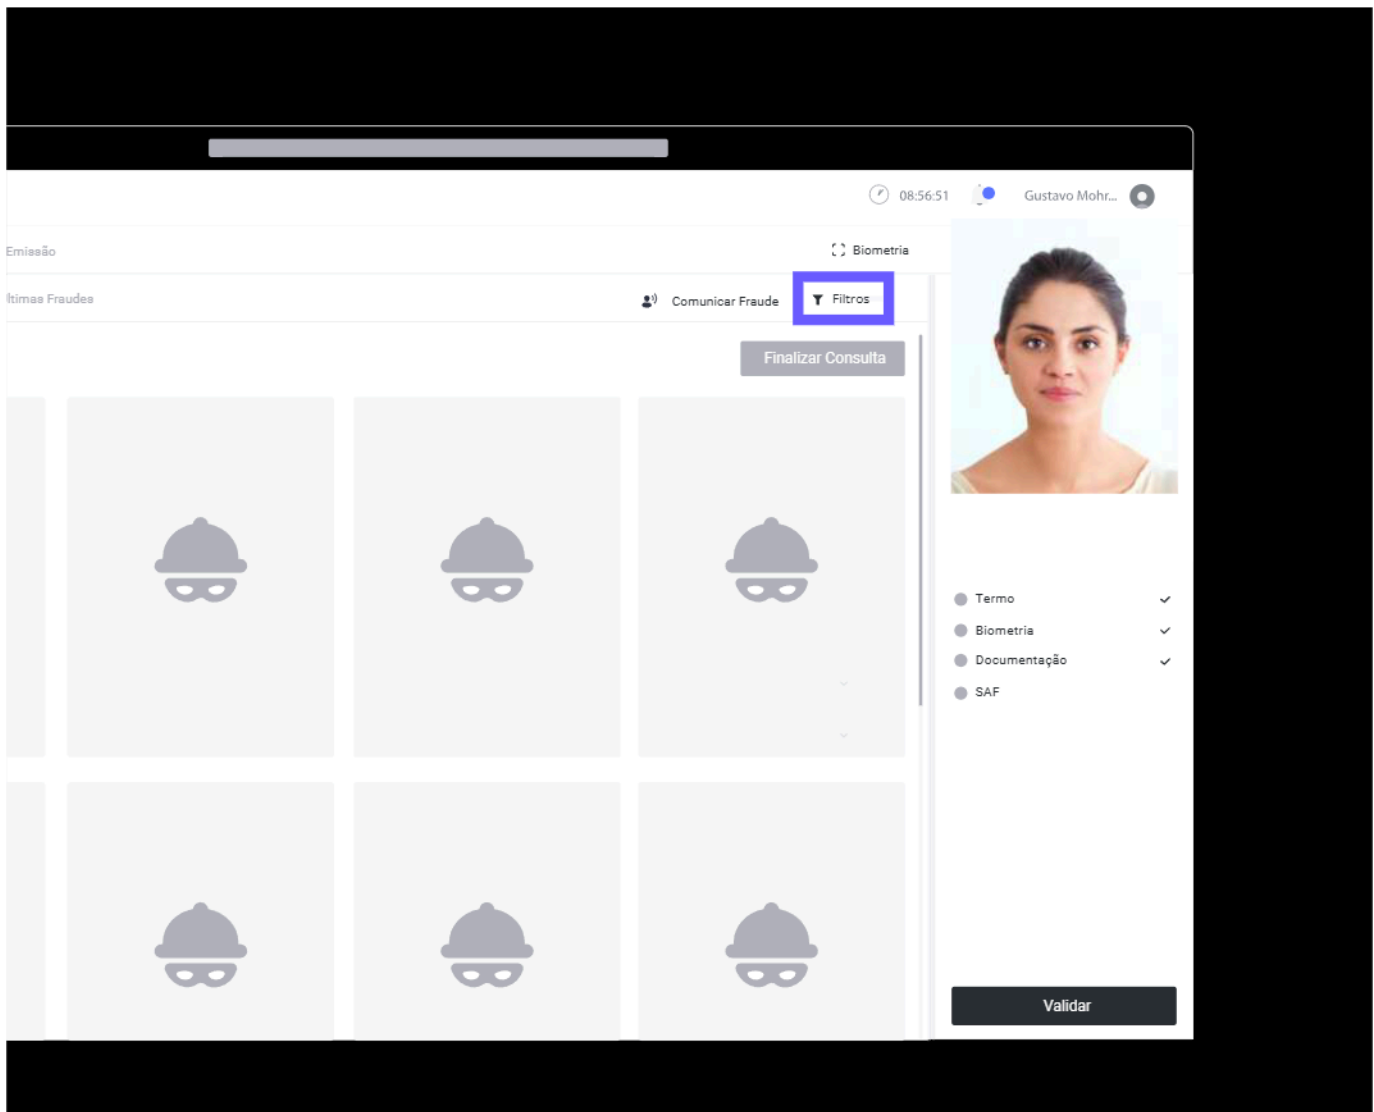 08:56:51 Gustavo Mohr...
Emissão
Biometria
ltimas Fraudes
Comunicar Fraude
Filtros
Finalizar Consulta
Termo
Biometria
Documentação
SAF
Validar